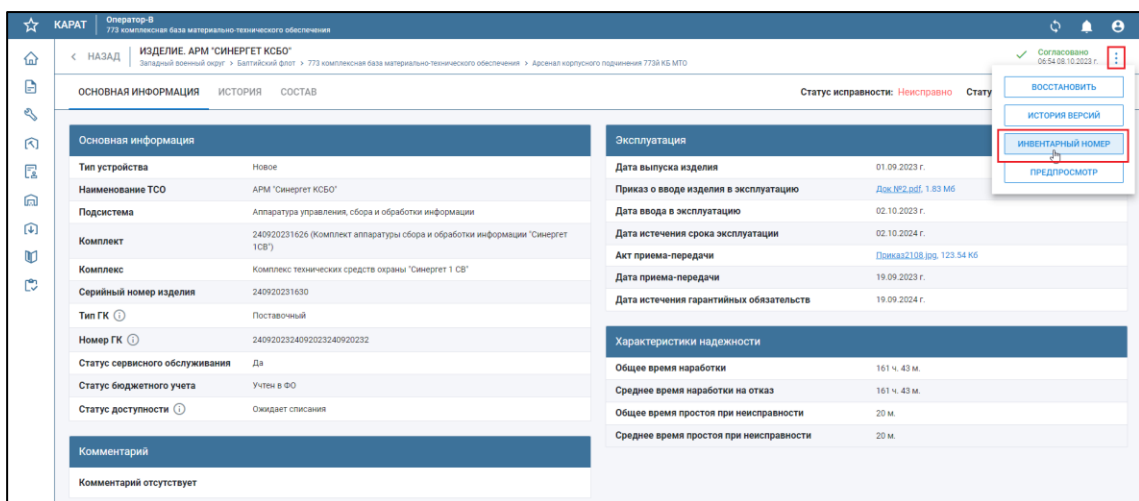 КАРАТ
Оператор-В
773 комплексная база материально-технического обеспечения
НАЗАД
ИЗДЕЛИЕ. АРМ "СИНЕРГЕТ КСБО"
Западный военный округ > Балтийский флот > 773 комплексная база материально-технического обеспечения > Арсенал корпусного подчинения 773й КБ МТО
Согласовано
06:54 08.10.2023 г.
ОСНОВНАЯ ИНФОРМАЦИЯ ИСТОРИЯ СОСТАВ
Статус исправности: Неисправно Стату
ВОССТАНОВИТЬ
ИСТОРИЯ ВЕРСИЙ
ИНВЕНТАРНЫЙ НОМЕР
ПРЕДПРОСМОТР
Основная информация
Тип устройства Новое
Наименование ТСО АРМ "Синергет КСБО"
Подсистема Аппаратура управления, сбора и обработки информации
Комплект 240920231626 (Комплект аппаратуры сбора и обработки информации "Синергет
1СВ")
Комплекс Комплекс технических средств охраны "Синергет 1 СВ"
Серийный номер изделия 240920231630
Тип ГК Поставочный
Номер ГК 2409202324092023240920232
Статус сервисного обслуживания Да
Статус бюджетного учета Учтен в ФО
Статус доступности Ожидает списания
Комментарий
Комментарий отсутствует
Эксплуатация
Дата выпуска изделия 01.09.2023 г.
Приказ о вводе изделия в эксплуатацию Док №2.pdf, 1.83 Мб
Дата ввода в эксплуатацию 02.10.2023 г.
Дата истечения срока эксплуатации 02.10.2024 г.
Акт приема-передачи Приказ2108.jpg, 123.54 Кб
Дата приема-передачи 19.09.2023 г.
Дата истечения гарантийных обязательств 19.09.2024 г.
Характеристики надежности
Общее время наработки 161 ч. 43 м.
Среднее время наработки на отказ 161 ч. 43 м.
Общее время простоя при неисправности 20 м.
Среднее время простоя при неисправности 20 м.